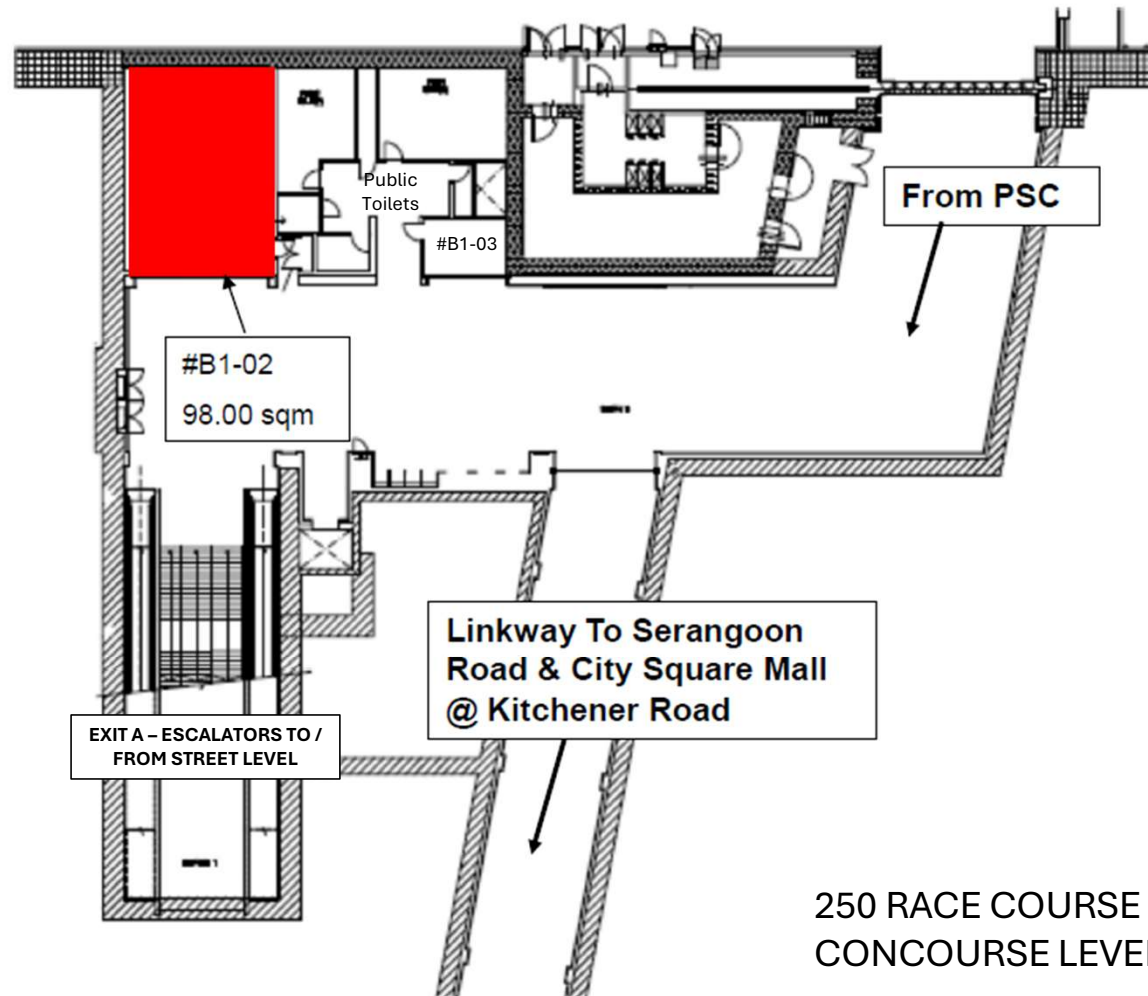 Public
Toilets
#B1-03
From PSC
#B1-02
98.00 sqm
Linkway To Serangoon
Road & City Square Mall
@ Kitchener Road
EXIT A – ESCALATORS TO /
FROM STREET LEVEL
250 RACE COURSE
CONCOURSE LEVEL